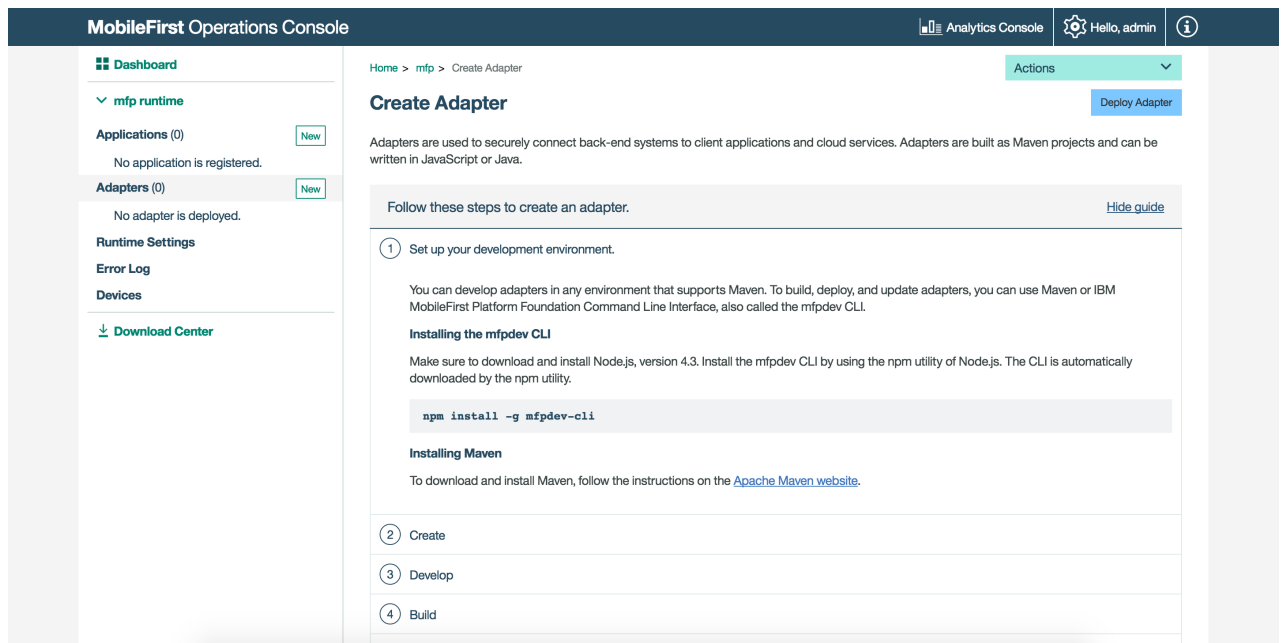 MobileFirst Operations Console
Analytics Console
Hello, admin
Dashboard
mfp runtime
Applications (0)
New
No application is registered.
Adapters (0)
New
No adapter is deployed.
Runtime Settings
Error Log
Devices
Download Center
Home > mfp > Create Adapter
Actions
Create Adapter
Deploy Adapter
Adapters are used to securely connect back-end systems to client applications and cloud services. Adapters are built as Maven projects and can be
written in JavaScript or Java.
Follow these steps to create an adapter.
Hide guide
1 Set up your development environment.
You can develop adapters in any environment that supports Maven. To build, deploy, and update adapters, you can use Maven or IBM
MobileFirst Platform Foundation Command Line Interface, also called the mfpdev CLI.
Installing the mfpdev CLI
Make sure to download and install Node.js, version 4.3. Install the mfpdev CLI by using the npm utility of Node.js. The CLI is automatically
downloaded by the npm utility.
npm install -g mfpdev-cli
Installing Maven
To download and install Maven, follow the instructions on the Apache Maven website.
2 Create
3 Develop
4 Build